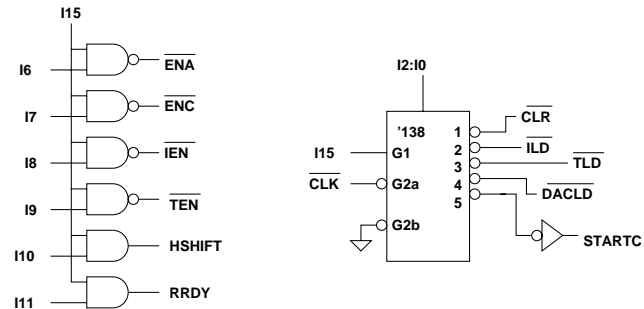 I15
I6
ENA
I7
ENC
I8
IEN
I9
TEN
I10
HSHIFT
I11
RRDY
I2:I0
'138
I15
G1
CLK
G2a
G2b
1
2
3
4
5
CLR
ILD
TLD
DACLD
STARTC